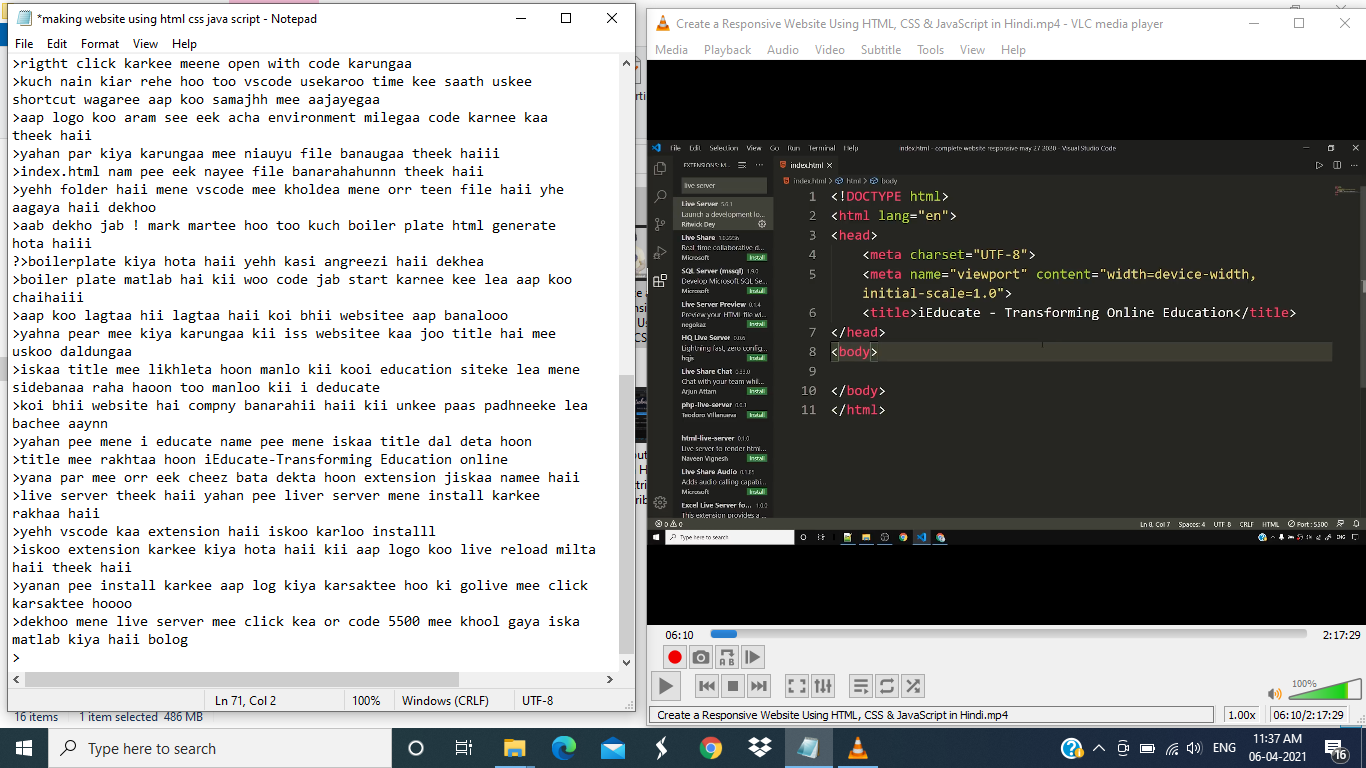 *making website using html css java script - Notepad
File Edit Format View Help
>rigtht click karkee meene open with code karungaa
>kuch nain kiar rehe hoo too vscode usekaroo time kee saath uskee
shortcut wagaree aap koo samajhh mee aajayegaa
>aap logo koo aram see eek acha environment milegaa code karnee kaa
theek haii
>yahan par kiya karungaa mee niauyu file banaugaa theek haiii
>index.html nam pee eek nayee file banarahahunnn theek haii
>yehh folder haii mene vscode mee kholdea mene orr teen file haii yhe
aagaya haii dekhoo
>aab dekho jab ! mark martee hoo too kuch boiler plate html generate
hota haiii
?>boilerplate kiya hota haii yehh kasi angreezi haii dekhea
>boiler plate matlab hai kii woo code jab start karnee kee lea aap koo
chaihaiii
>aap koo lagtaa hii lagtaa haii koi bhii websitee aap banalooo
>yahna pear mee kiya karungaa kii iss websitee kaa joo title hai mee
uskoo daldungaa
>iskaa title mee likhleta hoon manlo kii kooi education siteke lea mene
sidebanaa raha haoon too manloo kii i deducate
>koi bhii website hai compny banarahii haii kii unkee paas padhneeke lea
bachee aaynn
>yahan pee mene i educate name pee mene iskaa title dal deta hoon
>title mee rakhtaa hoon iEducate-Transforming Education online
>yana par mee orr eek cheez bata dekta hoon extension jiskaa namee haii
>live server theek haii yahan pee liver server mene install karkee
rakhaa haii
>yehh vscode kaa extension haii iskoo karloo installl
>iskoo extension karkee kiya hota haii kii aap logo koo live reload milta
haii theek haii
>yanan pee install karkee aap log kiya karsaktee hoo ki golive mee click
karsaktee hoooo
>dekhoo mene live server mee click kea or code 5500 mee khool gaya iska
matlab kiya haii bolog
>
Ln 71, Col 2 100% Windows (CRLF) UTF-8
16 items 1 item selected 486 MB
Create a Responsive Website Using HTML, CSS & JavaScript in Hindi.mp4 - VLC media player
Media Playback Audio Video Subtitle Tools View Help
File Edit Selection View Go Run Terminal Help
index.html - complete website responsive may 27 2020 - Visual Studio Code
EXTENSIONS: M...
live server
Live Server
Launch a development lo...
Ritwick Dey
Live Share
Real-time collaborative d...
Microsoft Install
SQL Server (mssql) 1.9.0
Develop Microsoft SQL Se...
Microsoft Install
Live Server Preview 0.1.4
Preview your HTML file wi...
negokaz Install
HQ Live Server
Lightning fast, zero config...
hqjs Install
Live Share Chat
Chat with your team whil...
Arjun Attam Install
php-live-server
Teodoro Villanueva Install
html-live-server 0.1.0
Live-server to render html...
Naveen Vignesh Install
Live Share Audio
Adds audio calling capabi...
Microsoft Install
Excel Live Server fo... 1.0.0
This extension provides a
index.html
index.html > html > body
1 <!DOCTYPE html>
2 <html lang="en">
3 <head>
4 <meta charset="UTF-8">
5 <meta name="viewport" content="width=device-width,
initial-scale=1.0">
6 <title>iEducate - Transforming Online Education</title>
7 </head>
8 <body>
9
10 </body>
11 </html>
Ln 8, Col 7 Spaces: 4 UTF 8 CRLF HTML Port : 5500
Type here to search
06:10 2:17:29
100%
Create a Responsive Website Using HTML, CSS & JavaScript in Hindi.mp4 1.00x 06:10/2:17:29
Type here to search
ENG
11:37 AM
06-04-2021
16